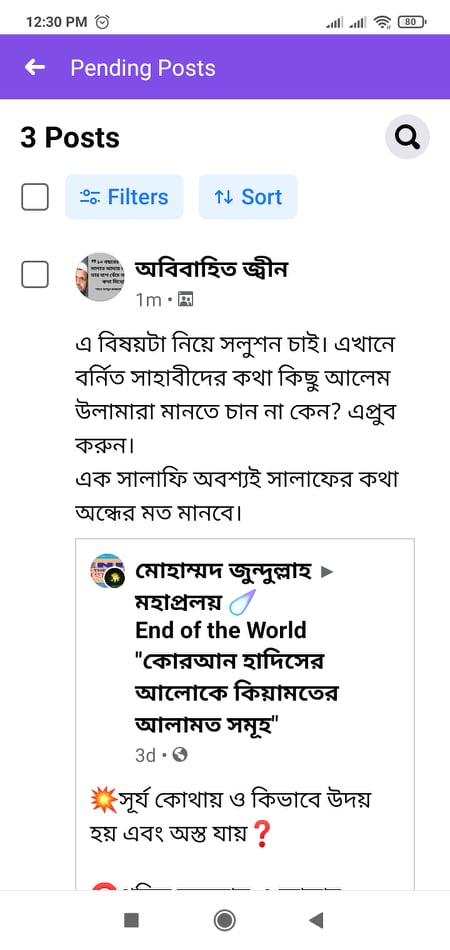 12:30 PM
80
Pending Posts
3 Posts
Filters
Sort
অবিবাহিত জ্বীন
1m
এ বিষয়টা নিয়ে সলুশন চাই। এখানে
বর্নিত সাহাবীদের কথা কিছু আলেম
উলামারা মানতে চান না কেন? এপ্রুব
করুন।
এক সালাফি অবশ্যই সালাফের কথা
অন্ধের মত মানবে।
মোহাম্মদ জুন্দুল্লাহ ▶
মহাপ্রলয় ☄️
End of the World
"কোরআন হাদিসের
আলোকে কিয়ামতের
আলামত সমূহ"
3d
💥সূর্য কোথায় ও কিভাবে উদয়
হয় এবং অস্ত যায়❓